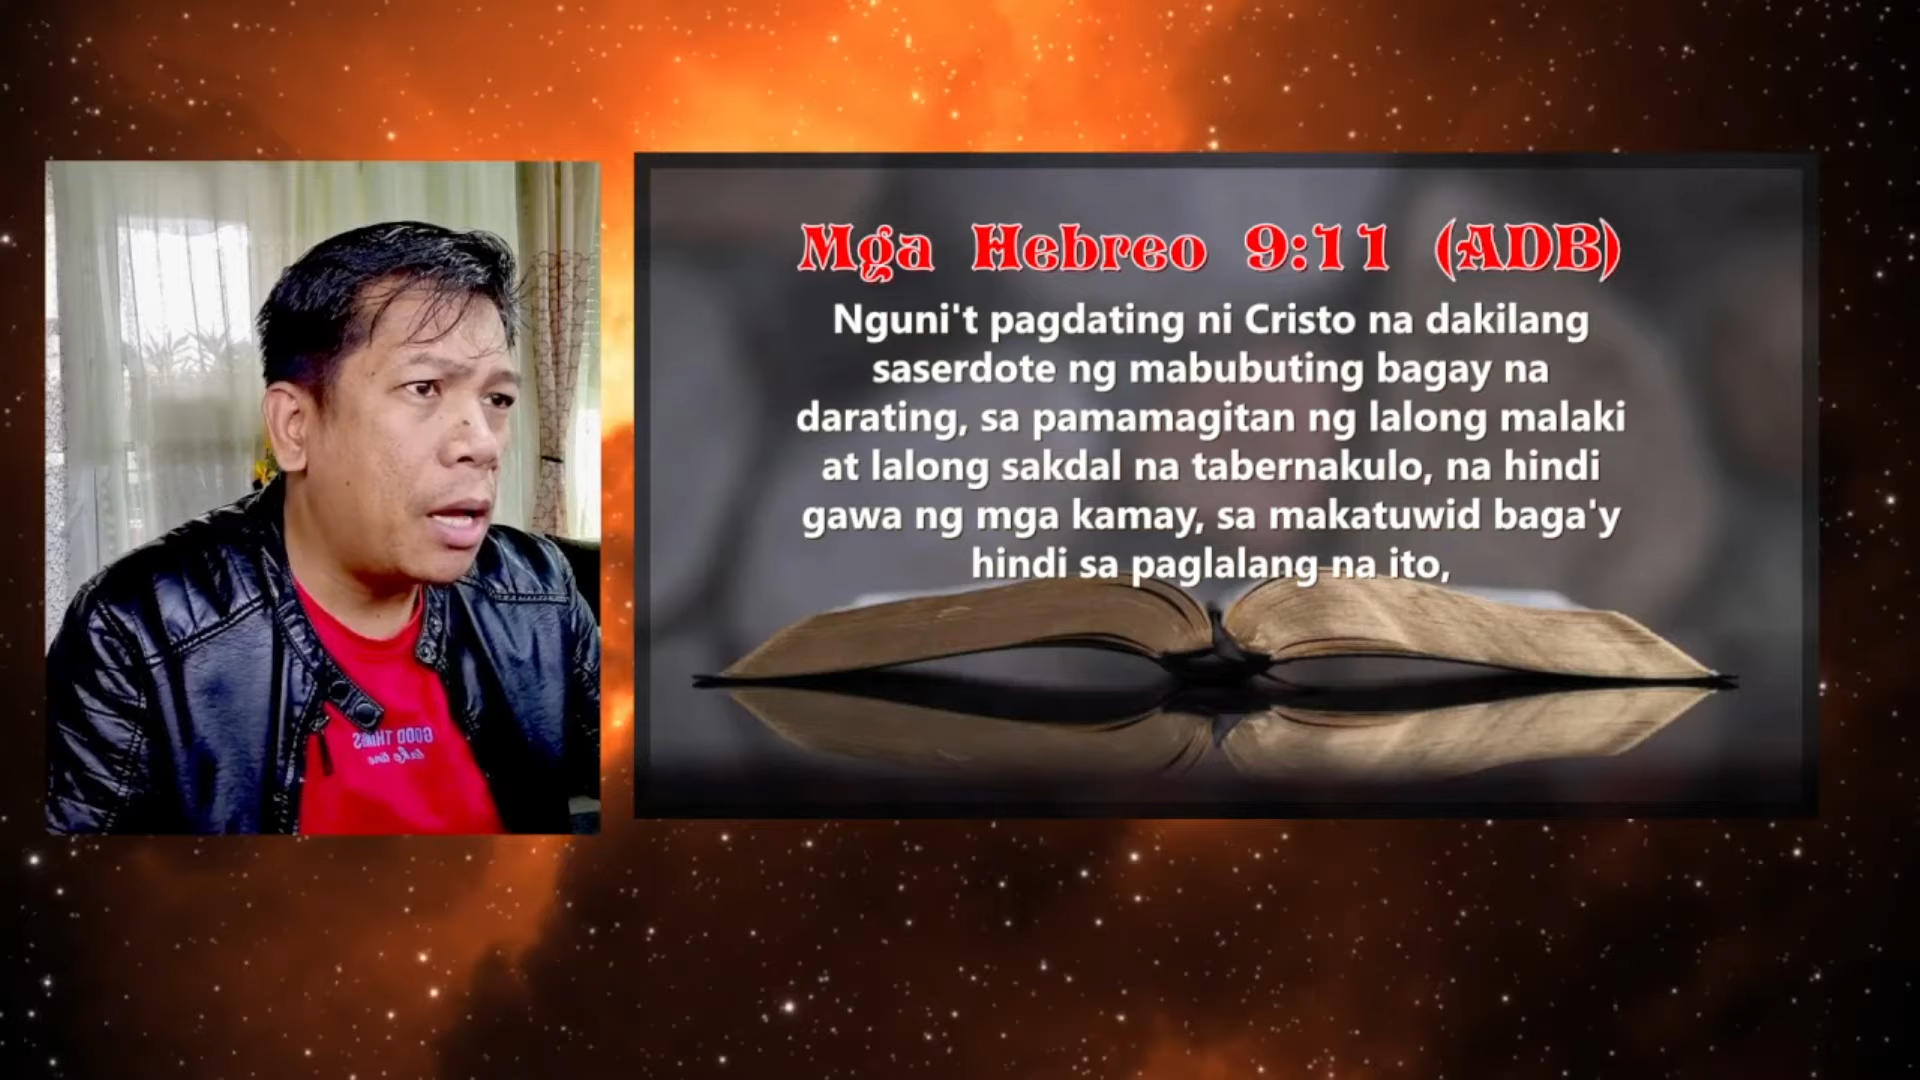 Mga Hebreo 9:11 (ADB)
Nguni't pagdating ni Cristo na dakilang
saserdote ng mabubuting bagay na
darating, sa pamamagitan ng lalong malaki
at lalong sakdal na tabernakulo, na hindi
gawa ng mga kamay, sa makatuwid baga'y
hindi sa paglalang na ito,
GOOD THINGS
take time